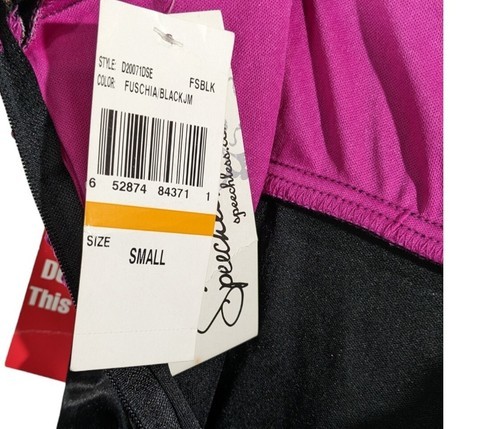 STYLE: D20071DSE
COLOR: FUSCHIA/BLACKJM
FSBLK
6 52874 84371 1
SIZE
SMALL
Speechless
speechless.com
This